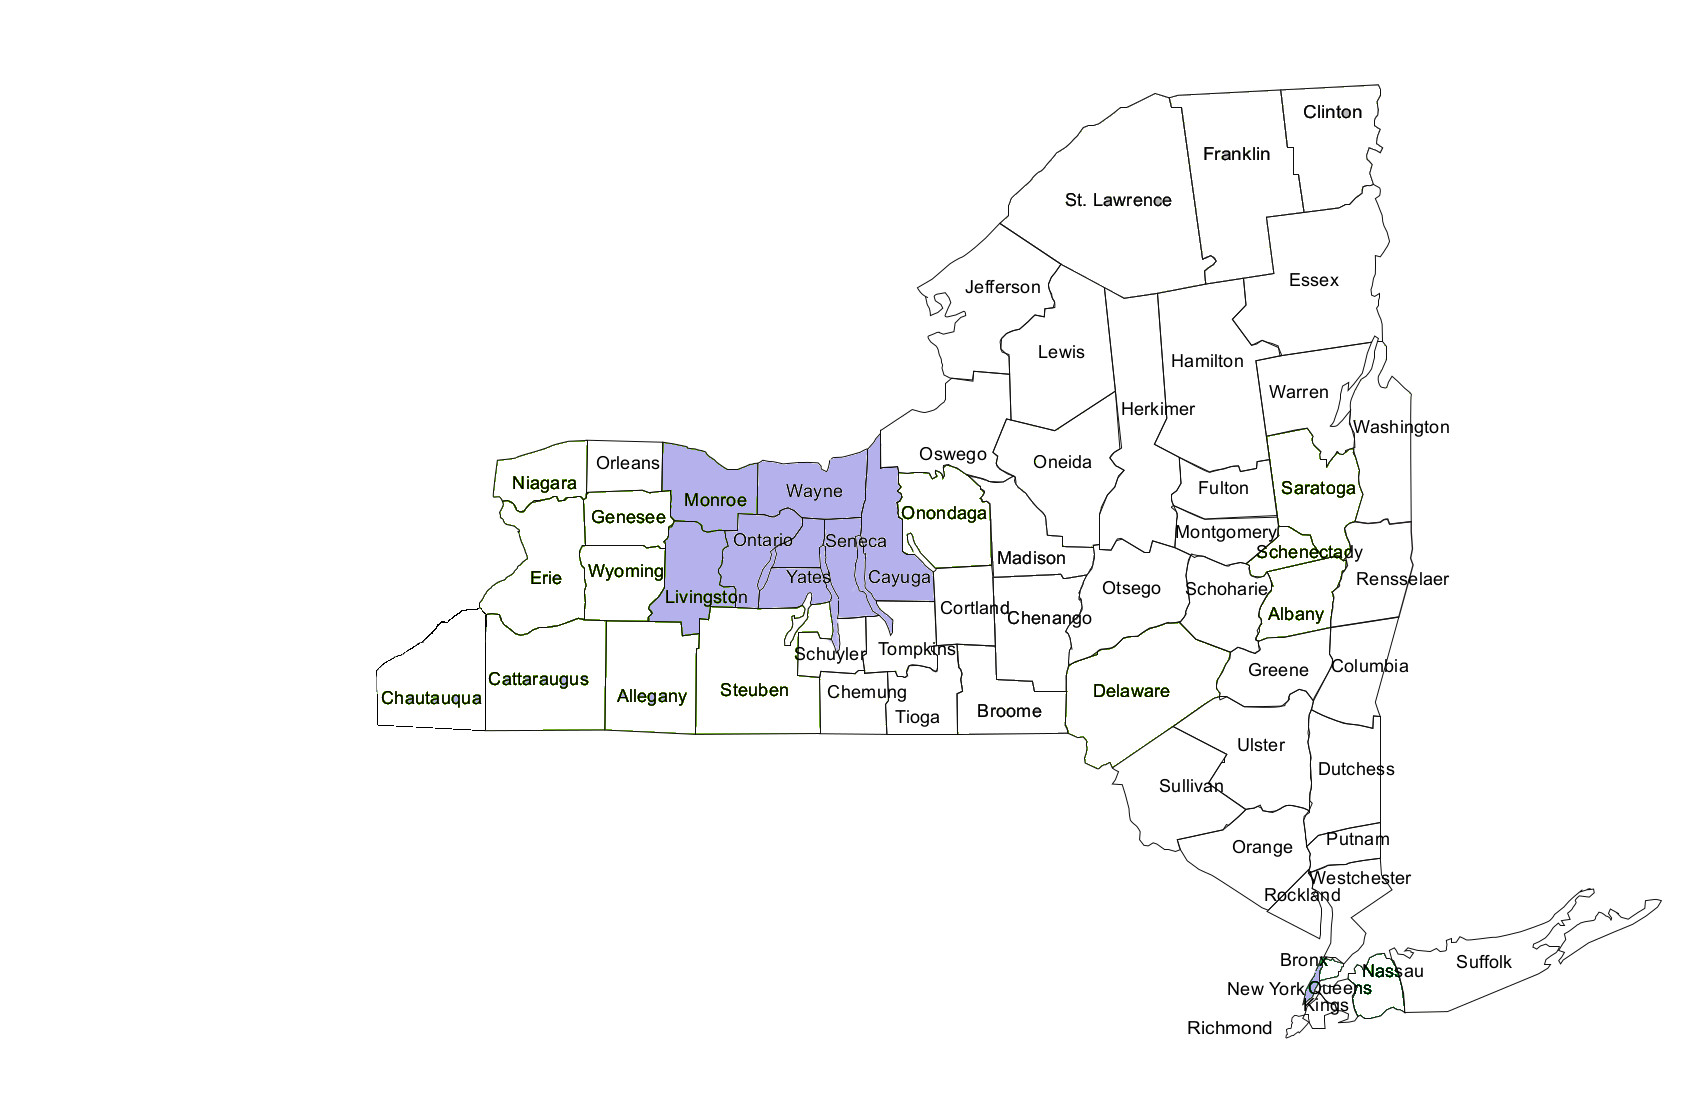 Clinton
Franklin
St. Lawrence
Essex
Jefferson
Lewis
Hamilton
Warren
Herkimer
Washington
Oswego
Oneida
Orleans
Niagara
Fulton
Saratoga
Wayne
Monroe
Onondaga
Genesee
Montgomery
Ontario
Seneca
Schenectady
Madison
Wyoming
Erie
Yates
Cayuga
Rensselaer
Otsego
Schoharie
Livingston
Cortland
Albany
Chenango
Tompkins
Schuyler
Columbia
Greene
Cattaraugus
Steuben
Delaware
Chemung
Allegany
Chautauqua
Broome
Tioga
Ulster
Dutchess
Sullivan
Putnam
Orange
Westchester
Rockland
Bronx
Suffolk
Nassau
New York
Queens
Kings
Richmond